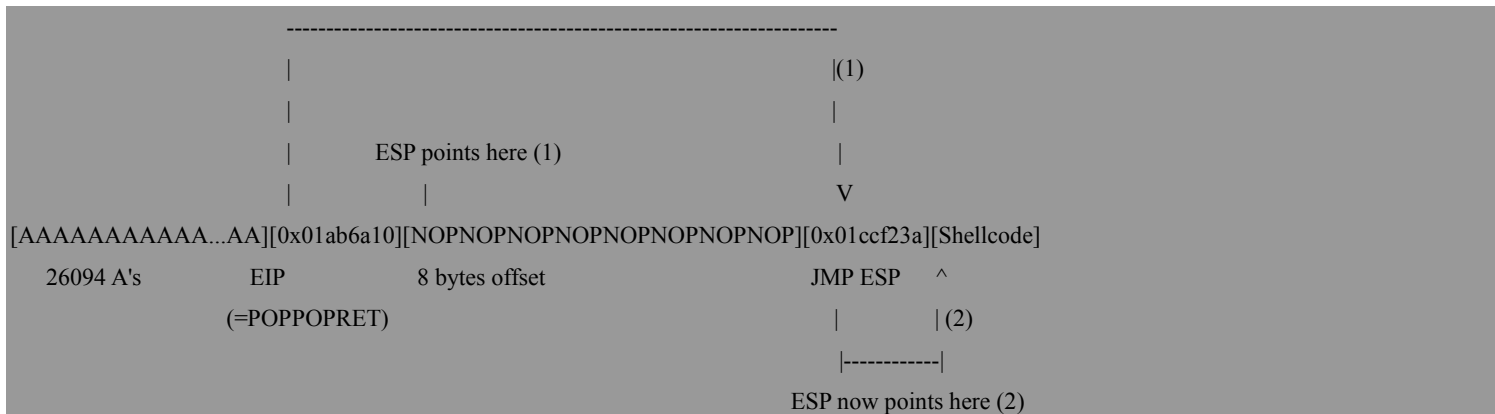 ---------------------------------------------------------------------
| |(1)
| |
| ESP points here (1) |
| | V
[AAAAAAAAAAA...AA][0x01ab6a10][NOPNOPNOPNOPNOPNOPNOPNOP][0x01ccf23a][Shellcode]
26094 A's EIP 8 bytes offset JMP ESP ^
(=POPPOPRET) | | (2)
|------------|
ESP now points here (2)